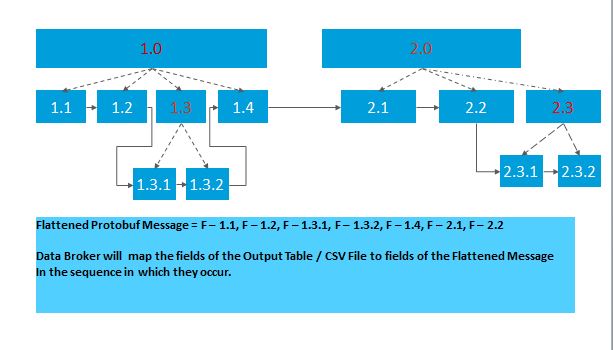 1.0 2.0
1.1 1.2 1.3 1.4 2.1 2.2 2.3
1.3.1 1.3.2 2.3.1 2.3.2
Flattened Protobuf Message = F – 1.1, F – 1.2, F – 1.3.1, F – 1.3.2, F – 1.4, F – 2.1, F – 2.2
Data Broker will map the fields of the Output Table / CSV File to fields of the Flattened Message
In the sequence in which they occur.